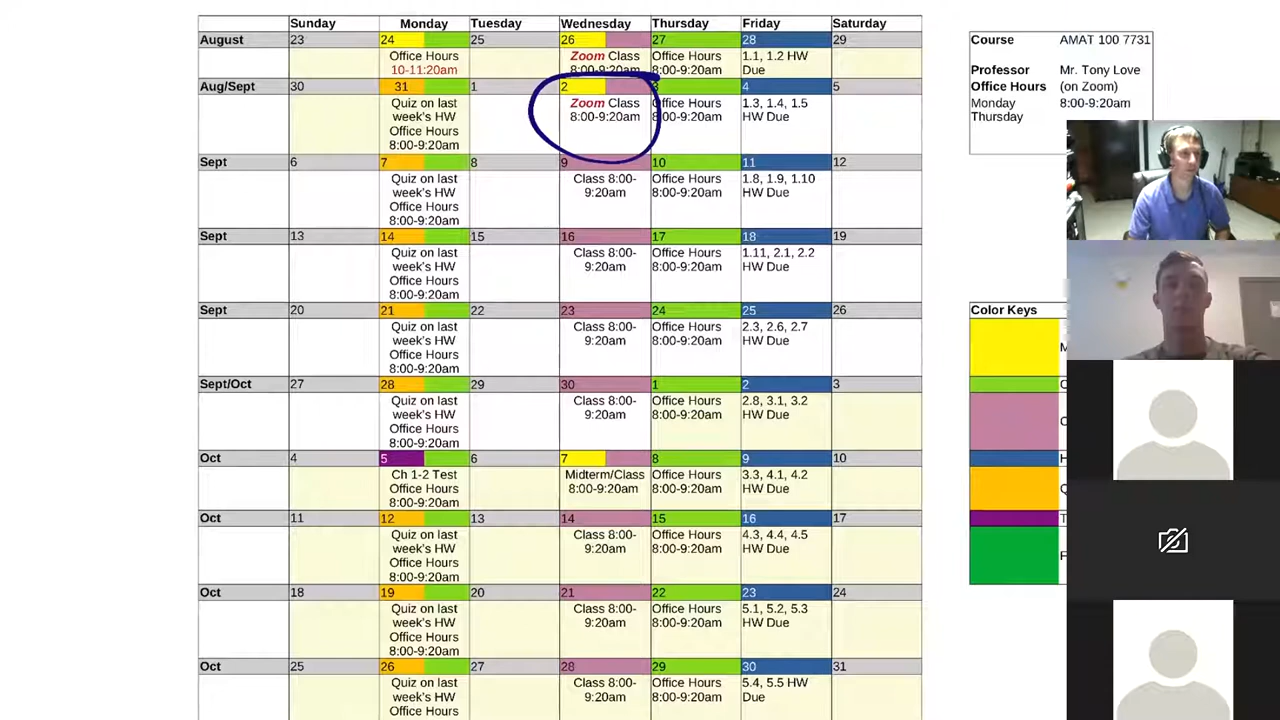 Sunday Monday Tuesday Wednesday Thursday Friday Saturday
August 23 24 25 26 27 28 29
Office Hours
10-11:20am
Zoom Class
8:00-9:20am
Office Hours
8:00-9:20am
1.1, 1.2 HW
Due
Aug/Sept 30 31 1 2 3 4 5
Quiz on last
week's HW
Office Hours
8:00-9:20am
Zoom Class
8:00-9:20am
Office Hours
8:00-9:20am
1.3, 1.4, 1.5
HW Due
Sept 6 7 8 9 10 11 12
Quiz on last
week's HW
Office Hours
8:00-9:20am
Class 8:00-
9:20am
Office Hours
8:00-9:20am
1.8, 1.9, 1.10
HW Due
Sept 13 14 15 16 17 18 19
Quiz on last
week's HW
Office Hours
8:00-9:20am
Class 8:00-
9:20am
Office Hours
8:00-9:20am
1.11, 2.1, 2.2
HW Due
Sept 20 21 22 23 24 25 26
Quiz on last
week's HW
Office Hours
8:00-9:20am
Class 8:00-
9:20am
Office Hours
8:00-9:20am
2.3, 2.6, 2.7
HW Due
Sept/Oct 27 28 29 30 1 2 3
Quiz on last
week's HW
Office Hours
8:00-9:20am
Class 8:00-
9:20am
Office Hours
8:00-9:20am
2.8, 3.1, 3.2
HW Due
Oct 4 5 6 7 8 9 10
Ch 1-2 Test
Office Hours
8:00-9:20am
Midterm/Class
8:00-9:20am
Office Hours
8:00-9:20am
3.3, 4.1, 4.2
HW Due
Oct 11 12 13 14 15 16 17
Quiz on last
week's HW
Office Hours
8:00-9:20am
Class 8:00-
9:20am
Office Hours
8:00-9:20am
4.3, 4.4, 4.5
HW Due
Oct 18 19 20 21 22 23 24
Quiz on last
week's HW
Office Hours
8:00-9:20am
Class 8:00-
9:20am
Office Hours
8:00-9:20am
5.1, 5.2, 5.3
HW Due
Oct 25 26 27 28 29 30 31
Quiz on last
week's HW
Office Hours
Class 8:00-
9:20am
Office Hours
8:00-9:20am
5.4, 5.5 HW
Due
Course AMAT 100 7731
Professor Mr. Tony Love
Office Hours (on Zoom)
Monday 8:00-9:20am
Thursday
Color Keys